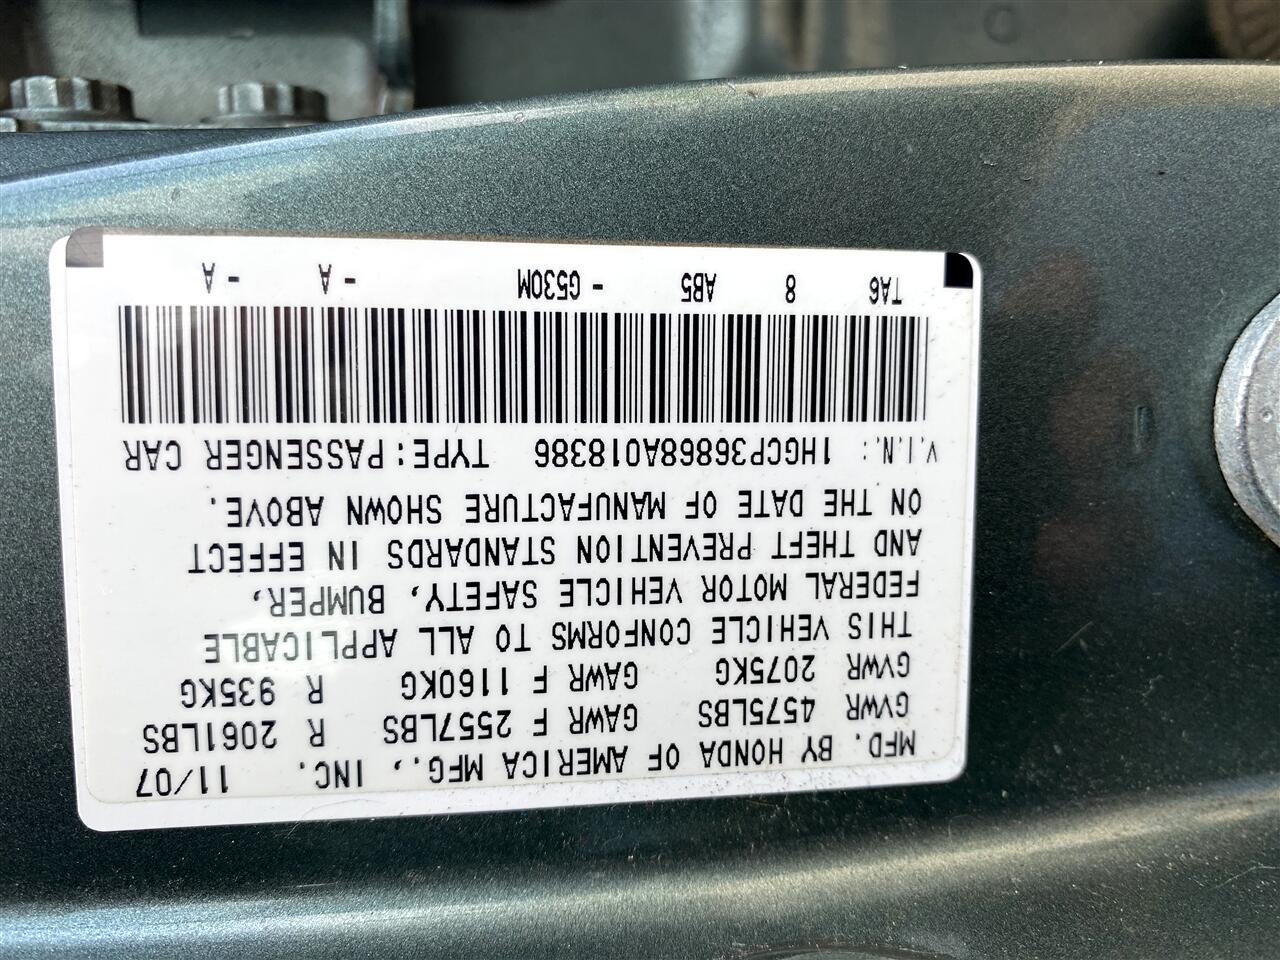 MFD. BY HONDA OF AMERICA MFG., INC. 11/07
GVWR 4575LBS GAWR F 2557LBS R 2061LBS
GVWR 2075KG GAWR F 1160KG R 935KG
THIS VEHICLE CONFORMS TO ALL APPLICABLE
FEDERAL MOTOR VEHICLE SAFETY, BUMPER,
AND THEFT PREVENTION STANDARDS IN EFFECT
ON THE DATE OF MANUFACTURE SHOWN ABOVE.
V.I.N.: 1HGCP36868A018386 TYPE: PASSENGER CAR
TA6 8 AB5 - G530M - A - A